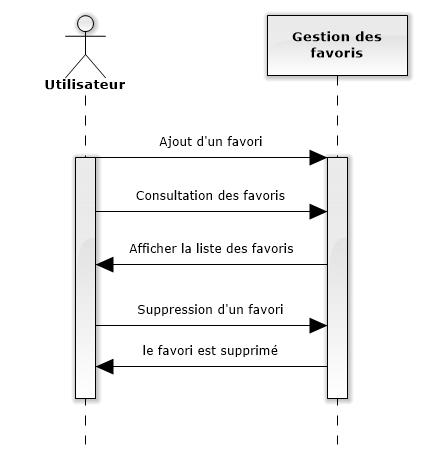 Gestion des
favoris
Utilisateur
Ajout d'un favori
Consultation des favoris
Afficher la liste des favoris
Suppression d'un favori
le favori est supprimé